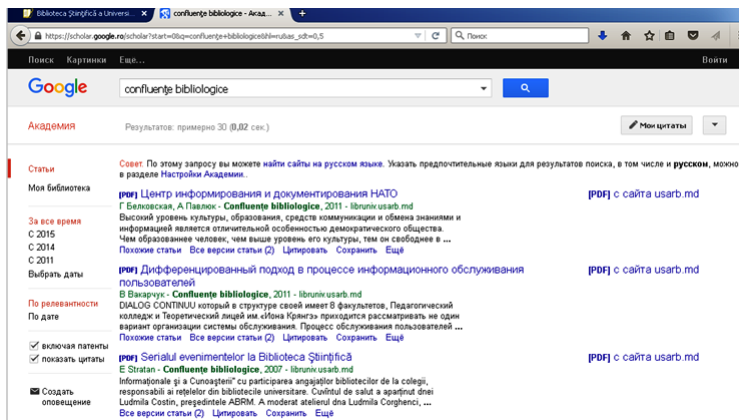 Biblioteca Ştiinţifică a Universi...
confluenţe bibliologice - Акад...
https://scholar.google.ro/scholar?start=0&q=confluenţe+bibliologice&hl=ru&as_sdt=0,5
Поиск
Поиск Картинки Еще...
Войти
Google
confluenţe bibliologice
Академия
Результатов: примерно 30 (0,02 сек.)
Мои цитаты
Статьи
Моя библиотека
За все время
С 2015
С 2014
С 2011
Выбрать даты
По релевантности
По дате
включая патенты
показать цитаты
Создать
оповещение
Совет. По этому запросу вы можете найти сайты на русском языке. Указать предпочтительные языки для результатов поиска, в том числе и русском, можно
в разделе Настройки Академии..
[PDF] Центр информирования и документирования НАТО
[PDF] с сайта usarb.md
Г Белковская, А Павлюк - Confluenţe bibliologice, 2011 - libruniv.usarb.md
Высокий уровень культуры, образования, средств коммуникации и обмена знаниями и
информацией является отличительной особенностью демократического общества.
Чем образованнее человек, чем выше уровень его культуры, тем он свободнее в ...
Похожие статьи Все версии статьи (2) Цитировать Сохранить Ещё
[PDF] Дифференцированный подход в процессе информационного обслуживания
пользователей
[PDF] с сайта usarb.md
В Вакарчук - Confluenţe bibliologice, 2011 - libruniv.usarb.md
DIALOG CONTINUU который в структуре своей имеет 8 факультетов, Педагогический
колледж и Теоретический лицей им.«Иона Крянгэ» приходится рассматривать не один
вариант организации системы обслуживания. Процесс обслуживания пользователей ...
Похожие статьи Все версии статьи (2) Цитировать Сохранить Ещё
[PDF] Serialul evenimentelor la Biblioteca Ştiinţifică
[PDF] с сайта usarb.md
E Stratan - Confluenţe bibliologice, 2007 - libruniv.usarb.md
Informaţionale şi a Cunoaşterii" cu participarea angajaţilor bibliotecilor de la colegii,
responsabili ai reţelelor din bibliotecile universitare. Cuvîntul de salut a aparţinut dnei
Ludmila Costin, preşedintele ABRM. A moderat atelierul dna Ludmila Corghenci, ...
Все версии статьи (2) Цитировать Сохранить Ещё